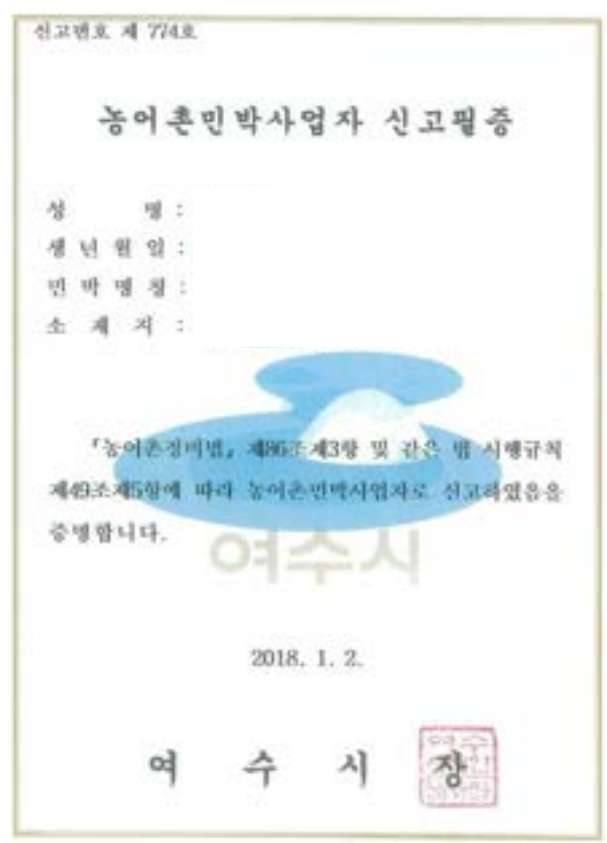 신고번호 제 774호
농어촌민박사업자 신고필증
성 명 :
생년월일 :
민박명칭 :
소재지 :
『농어촌정비법』 제86조제3항 및 같은 법 시행규칙
제49조제5항에 따라 농어촌민박사업자로 신고하였음을
증명합니다.
여수시
2018. 1. 2.
여 수 시 장